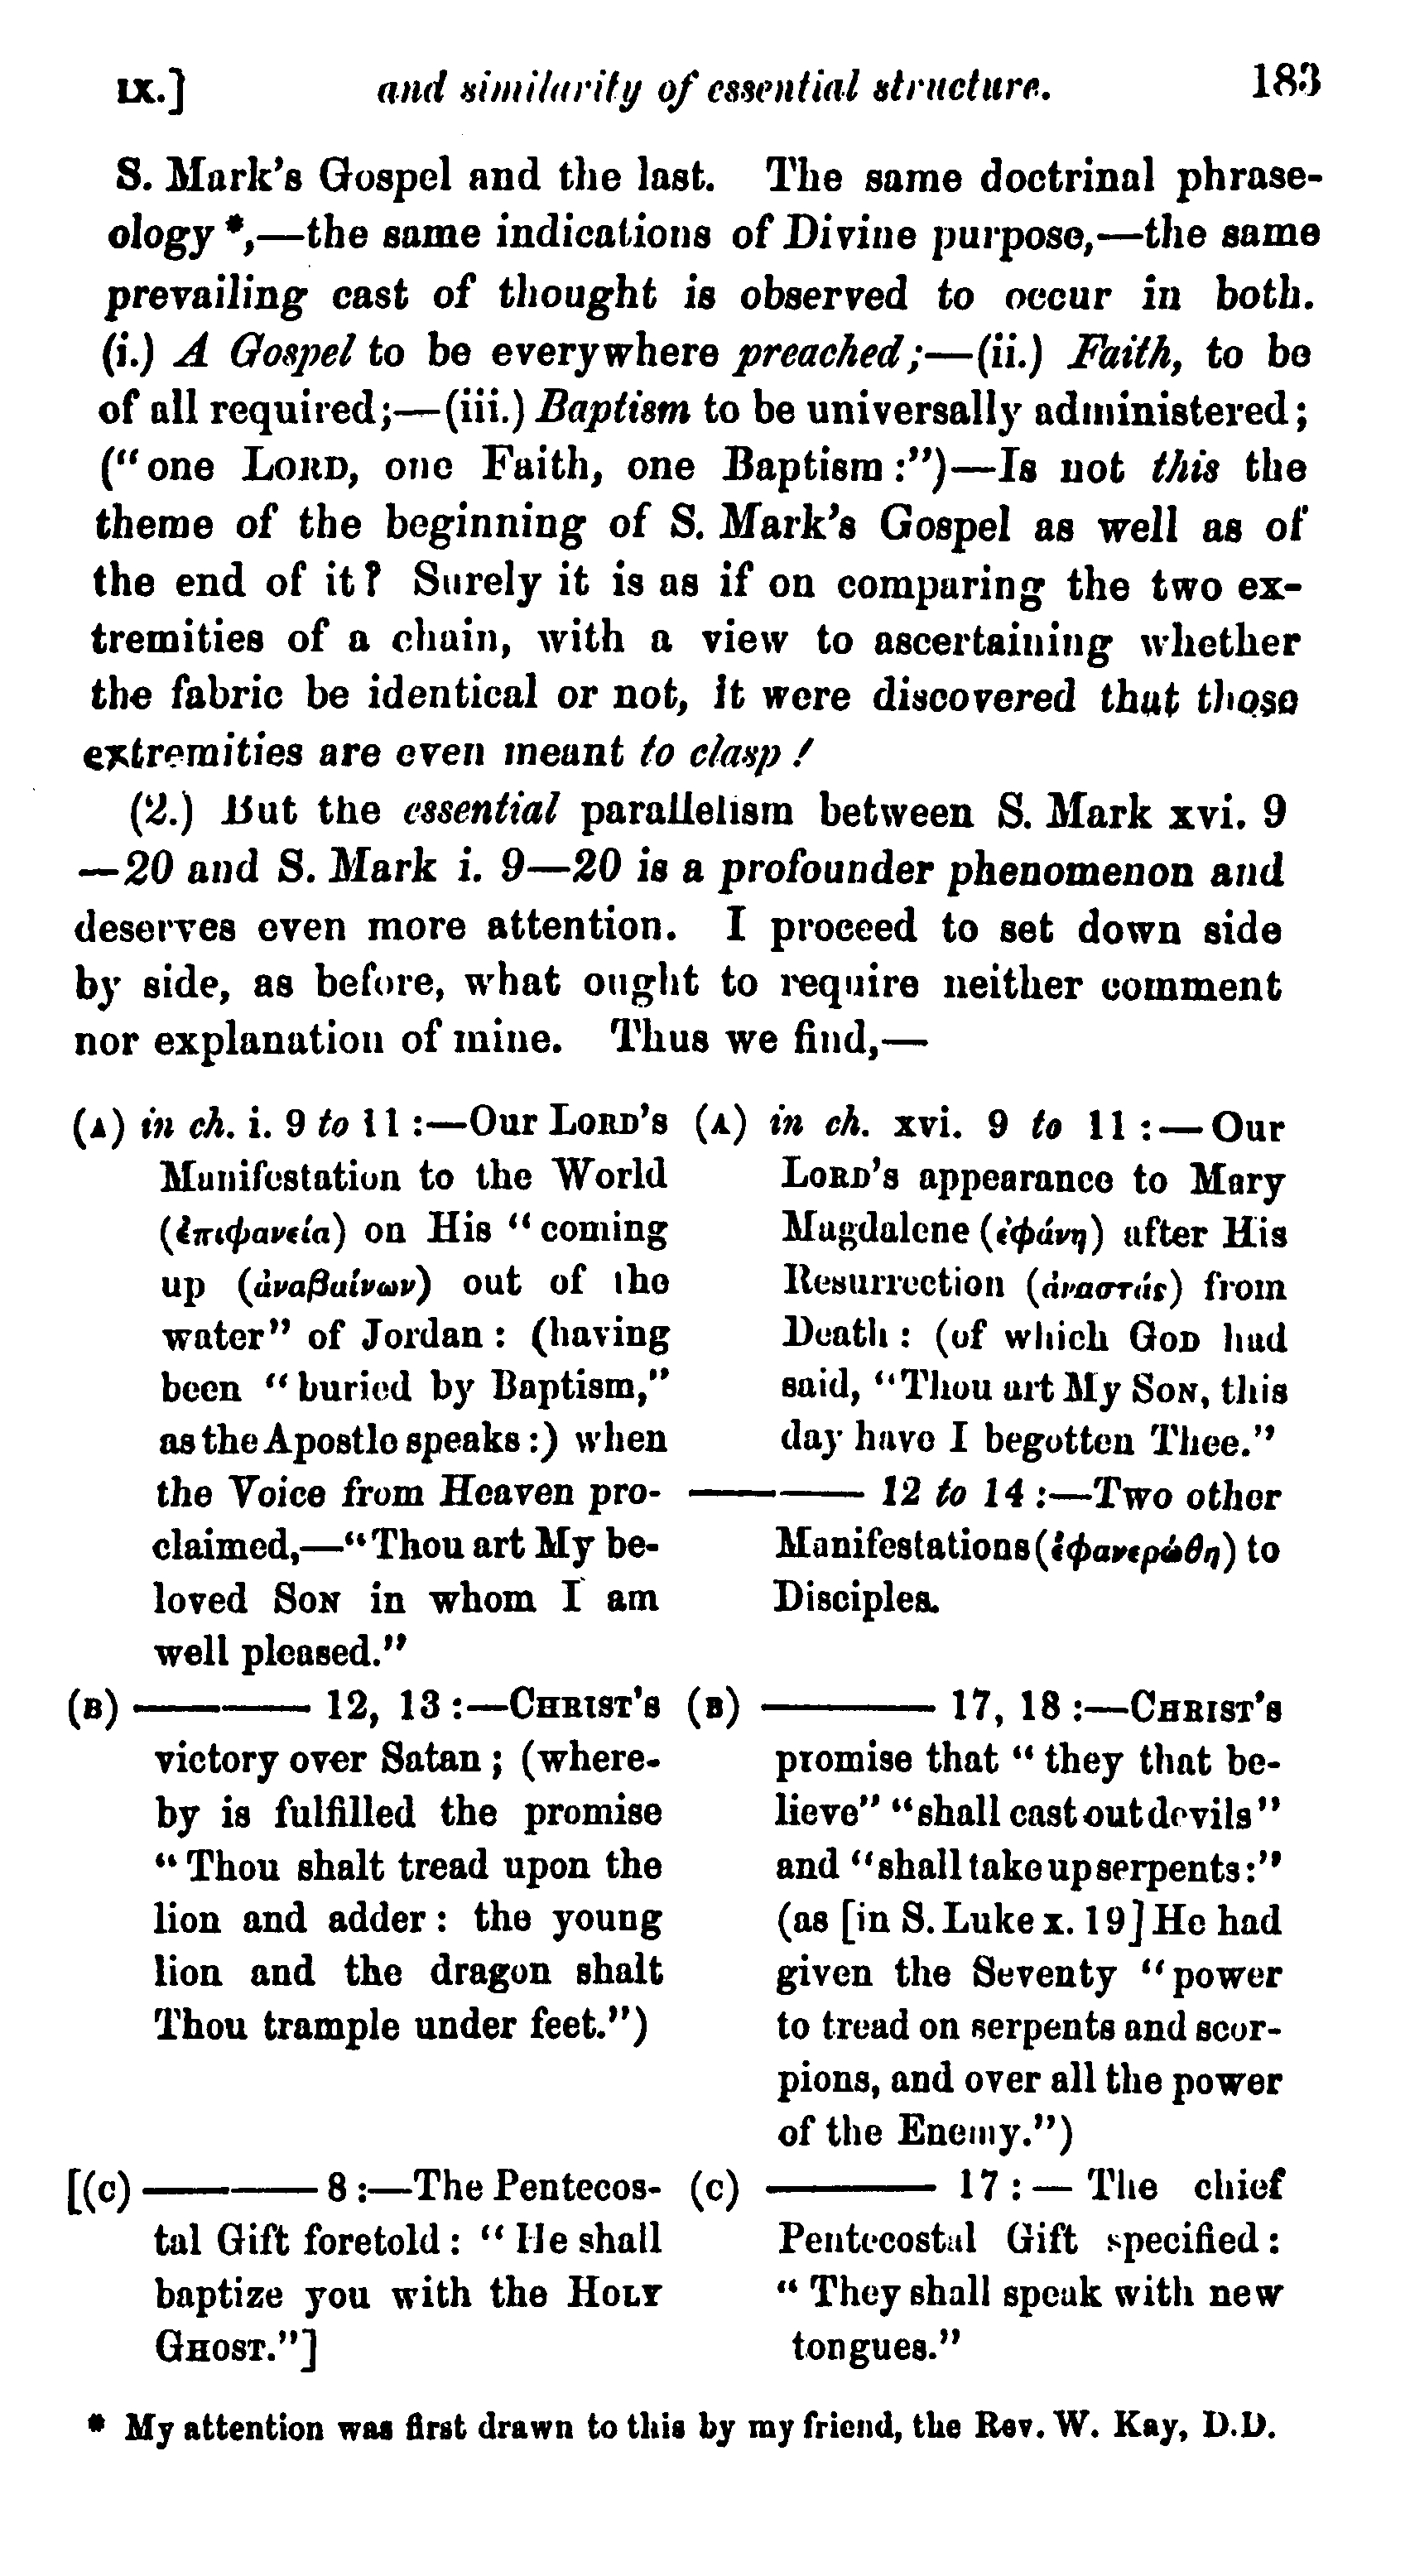 IX.] and similarity of essential structure. 183
S. Mark's Gospel and the last. The same doctrinal phrase-
ology *,—the same indications of Divine purpose,—the same
prevailing cast of thought is observed to occur in both.
(i.) A Gospel to be everywhere preached;—(ii.) Faith, to be
of all required;—(iii.) Baptism to be universally administered;
("one LORD, one Faith, one Baptism:")—Is not this the
theme of the beginning of S. Mark's Gospel as well as of
the end of it? Surely it is as if on comparing the two ex-
tremities of a chain, with a view to ascertaining whether
the fabric be identical or not, it were discovered that those
extremities are even meant to clasp!
(2.) But the essential parallelism between S. Mark xvi. 9
—20 and S. Mark i. 9—20 is a profounder phenomenon and
deserves even more attention. I proceed to set down side
by side, as before, what ought to require neither comment
nor explanation of mine. Thus we find,—
(A) in ch. i. 9 to 11:—Our LORD's
Manifestation to the World
(ἐπιφανεία) on His "coming
up (ἀναβαίνων) out of the
water" of Jordan: (having
been "buried by Baptism,"
as the Apostle speaks:) when
the Voice from Heaven pro-
claimed,—"Thou art My be-
loved SON in whom I am
well pleased."
(B) ——— 12, 13:—CHRIST's
victory over Satan; (where-
by is fulfilled the promise
"Thou shalt tread upon the
lion and adder: the young
lion and the dragon shalt
Thou trample under feet.")
[(C) ——— 8:—The Pentecos-
tal Gift foretold: "He shall
baptize you with the HOLY
GHOST."]
(A) in ch. xvi. 9 to 11:—Our
LORD's appearance to Mary
Magdalene (ἐφάνη) after His
Resurrection (ἀναστάς) from
Death: (of which GOD had
said, "Thou art My SON, this
day have I begotten Thee."
——— 12 to 14:—Two other
Manifestations (ἐφανερώθη) to
Disciples.
(B) ——— 17, 18:—CHRIST's
promise that "they that be-
lieve" "shall cast out devils"
and "shall take up serpents:"
(as [in S. Luke x. 19] He had
given the Seventy "power
to tread on serpents and scor-
pions, and over all the power
of the Enemy.")
(C) ——— 17:—The chief
Pentecostal Gift specified:
"They shall speak with new
tongues."
* My attention was first drawn to this by my friend, the Rev. W. Kay, D.D.